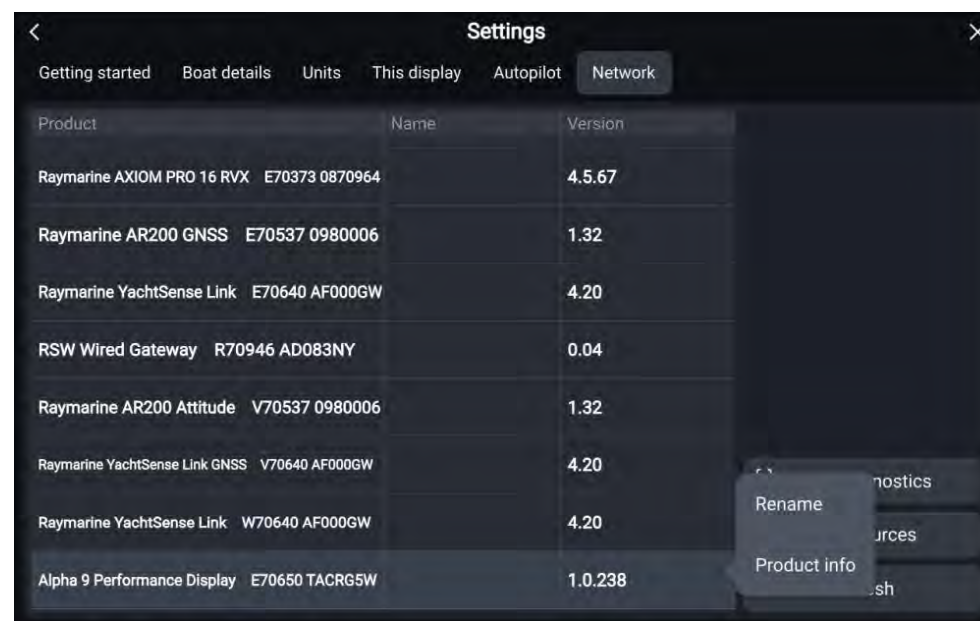 Settings
Getting started Boat details Units This display Autopilot Network
Product Name Version
Raymarine AXIOM PRO 16 RVX E70373 0870964 4.5.67
Raymarine AR200 GNSS E70537 0980006 1.32
Raymarine YachtSense Link E70640 AF000GW 4.20
RSW Wired Gateway R70946 AD083NY 0.04
Raymarine AR200 Attitude V70537 0980006 1.32
Raymarine YachtSense Link GNSS V70640 AF000GW 4.20
nostics
Rename
Raymarine YachtSense Link W70640 AF000GW 4.20
urces
Product info
Alpha 9 Performance Display E70650 TACRG5W 1.0.238
sh